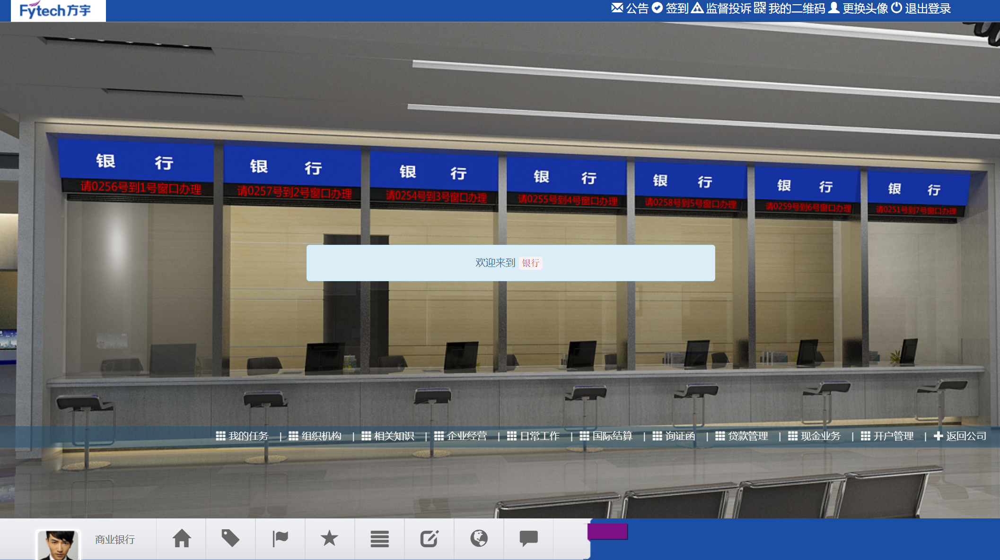 Fytech方宇
公告 签到 监督投诉 我的二维码 更换头像 退出登录
银行 银行 银行 银行 银行 银行 银行
请0256号到1号窗口办理 请0257号到2号窗口办理 请0254号到3号窗口办理 请0255号到4号窗口办理 请0258号到5号窗口办理 请0259号到6号窗口办理 请0251号到7号窗口办理
欢迎来到 银行
我的任务 | 组织机构 | 相关知识 | 企业经营 | 日常工作 | 国际结算 | 询证函 | 贷款管理 | 现金业务 | 开户管理 | 返回公司
商业银行